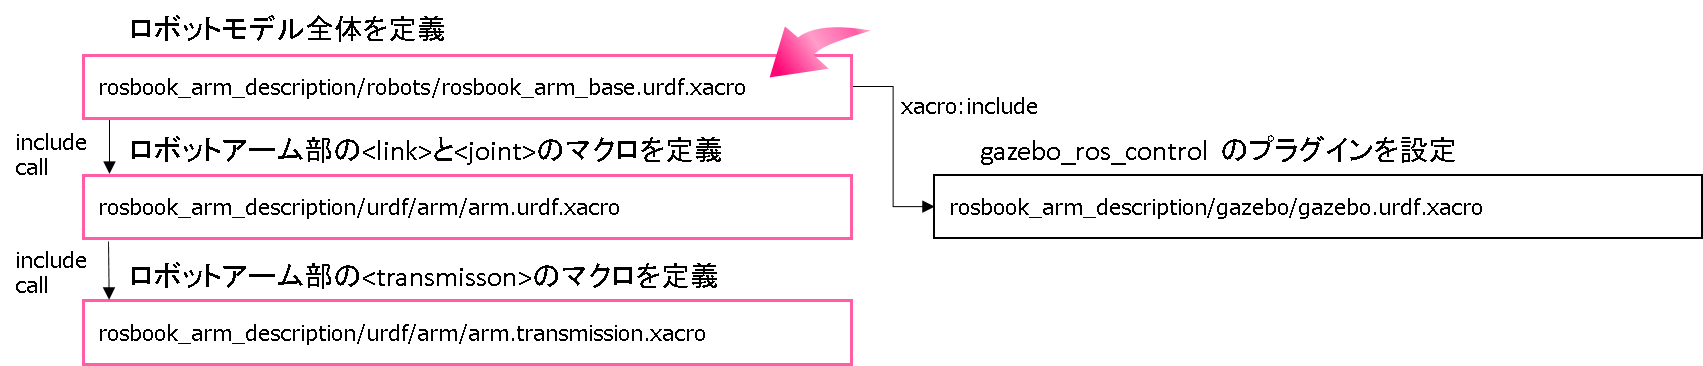 ロボットモデル全体を定義
rosbook_arm_description/robots/rosbook_arm_base.urdf.xacro
xacro:include
include
call
ロボットアーム部の<link>と<joint>のマクロを定義
gazebo_ros_control のプラグインを設定
rosbook_arm_description/urdf/arm/arm.urdf.xacro
rosbook_arm_description/gazebo/gazebo.urdf.xacro
include
call
ロボットアーム部の<transmisson>のマクロを定義
rosbook_arm_description/urdf/arm/arm.transmission.xacro